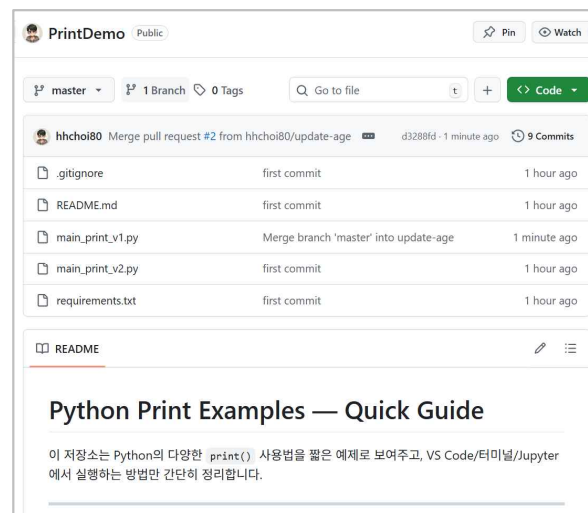 PrintDemo Public
Pin Watch
master 1 Branch 0 Tags Go to file t + <> Code
hhchoi80 Merge pull request #2 from hhchoi80/update-age ... d3288fd · 1 minute ago 9 Commits
.gitignore first commit 1 hour ago
README.md first commit 1 hour ago
main_print_v1.py Merge branch 'master' into update-age 1 minute ago
main_print_v2.py first commit 1 hour ago
requirements.txt first commit 1 hour ago
README
Python Print Examples — Quick Guide
이 저장소는 Python의 다양한 print() 사용법을 짧은 예제로 보여주고, VS Code/터미널/Jupyter
에서 실행하는 방법만 간단히 정리합니다.